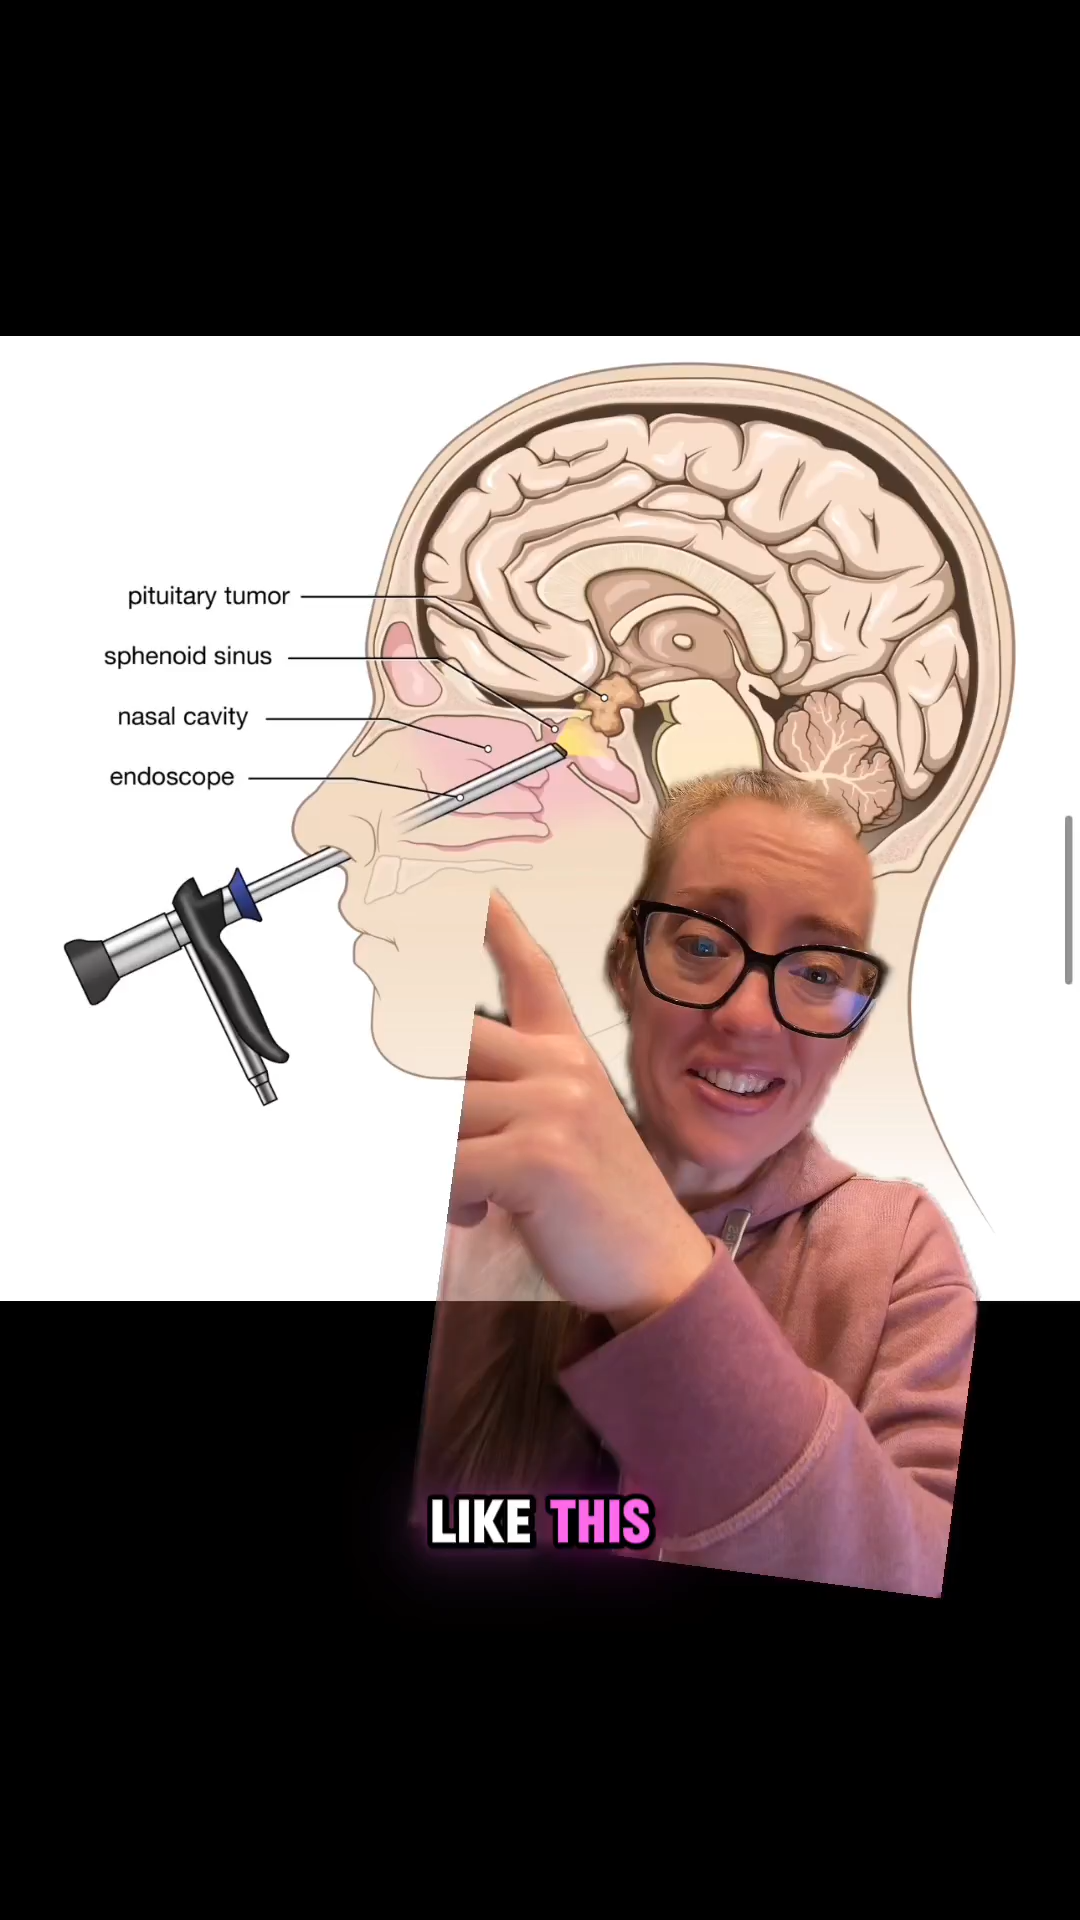 pituitary tumor
sphenoid sinus
nasal cavity
endoscope
LIKE THIS